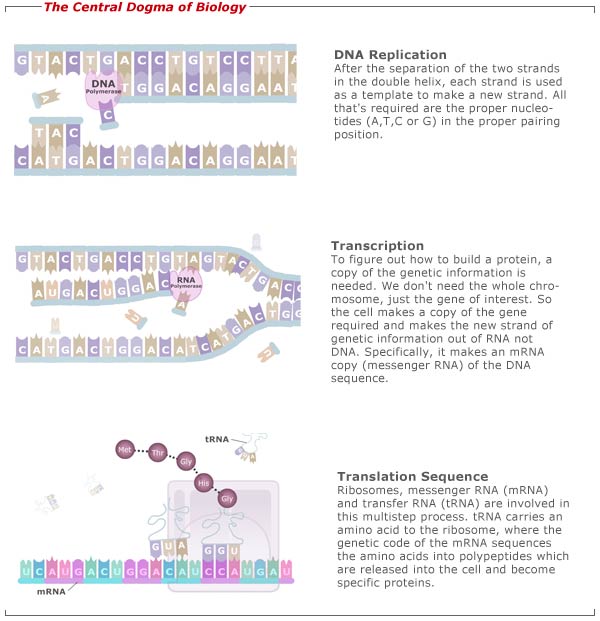 The Central Dogma of Biology
G T A C T G A C C T G T C C T T A
DNA
Polymerase
T G G A C A G G A A T
A
C
T A C
C A T G A C T G G A C A G G A A T
DNA Replication
After the separation of the two strands
in the double helix, each strand is used
as a template to make a new strand. All
that's required are the proper nucleo-
tides (A,T,C or G) in the proper pairing
position.
G T A C T G A C C T G T A G T A C T G A C C
A U G A C U G G A C
RNA
Polymerase
A
C A T G A C T G G A C A T C A T G A C T G G
Transcription
To figure out how to build a protein, a
copy of the genetic information is
needed. We don't need the whole chro-
mosome, just the gene of interest. So
the cell makes a copy of the gene
required and makes the new strand of
genetic information out of RNA not
DNA. Specifically, it makes an mRNA
copy (messenger RNA) of the DNA
sequence.
tRNA
Met
Thr
Gly
His
Gly
G U A
G G U
U C A U G A C U G G A C A U C C A U G A U
mRNA
Translation Sequence
Ribosomes, messenger RNA (mRNA)
and transfer RNA (tRNA) are involved in
this multistep process. tRNA carries an
amino acid to the ribosome, where the
genetic code of the mRNA sequences
the amino acids into polypeptides which
are released into the cell and become
specific proteins.